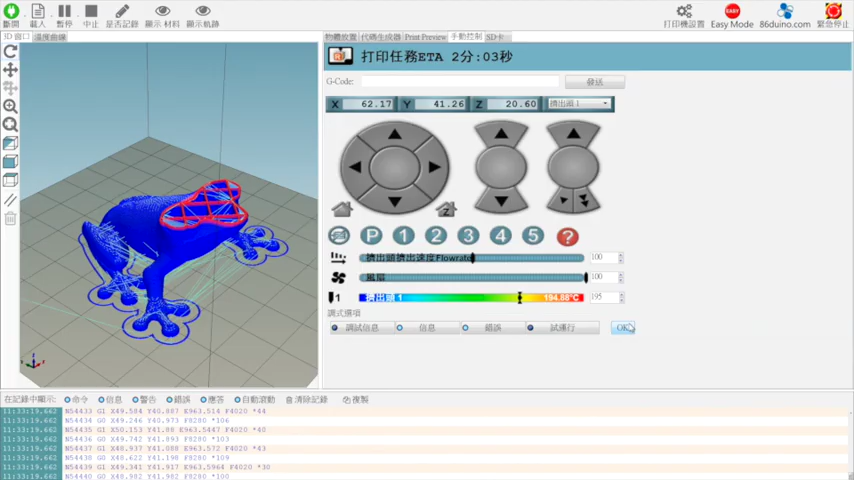 斷開 載入 暫停 中止 是否記錄 顯示 材料 顯示軌跡 打印機設置 Easy Mode 86duino.com 緊急停止
EASY
3D 窗口 溫度曲線 物體放置 代碼生成器 Print Preview 手動控制 SD卡
打印任務ETA 2分:03秒
G-Code: 發送
X 62.17 Y 41.26 Z 20.60 擠出頭 1
Z
P 1 2 3 4 5 ?
擠出頭擠出速度Flowrate 100
風扇 100
1 擠出頭 1 194.88°C 195
調式選項
調試信息 信息 錯誤 試運行 OK
在記錄中顯示: 命令 信息 警告 錯誤 應答 自動滾動 清除記錄 複製
11:33:19.662 N54433 G1 X49.584 Y40.887 E963.514 F4020 *44
11:33:19.662 N54434 G0 X49.246 Y40.973 F8280 *106
11:33:19.662 N54435 G1 X50.153 Y41.88 E963.5447 F4020 *40
11:33:19.662 N54436 G0 X49.742 Y41.893 F8280 *103
11:33:19.662 N54437 G1 X48.937 Y41.088 E963.572 F4020 *43
11:33:19.662 N54438 G0 X48.622 Y41.198 F8280 *109
11:33:19.662 N54439 G1 X49.341 Y41.917 E963.5964 F4020 *30
11:33:19.662 N54440 G0 X48.982 Y41.982 F8280 *100